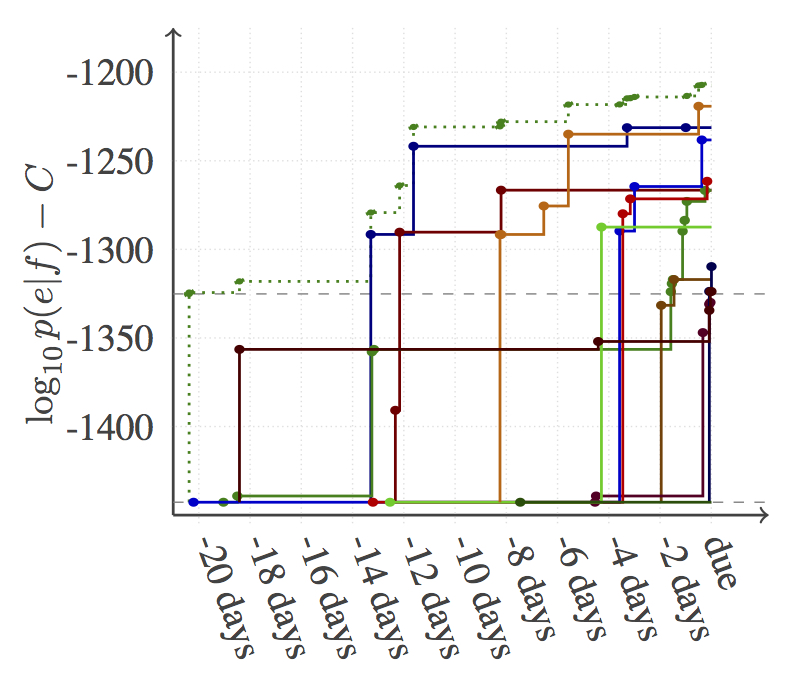 -1200
-1250
-1300
-1350
-1400
log₁₀ p(e|f) − C
-20 days
-18 days
-16 days
-14 days
-12 days
-10 days
-8 days
-6 days
-4 days
-2 days
due